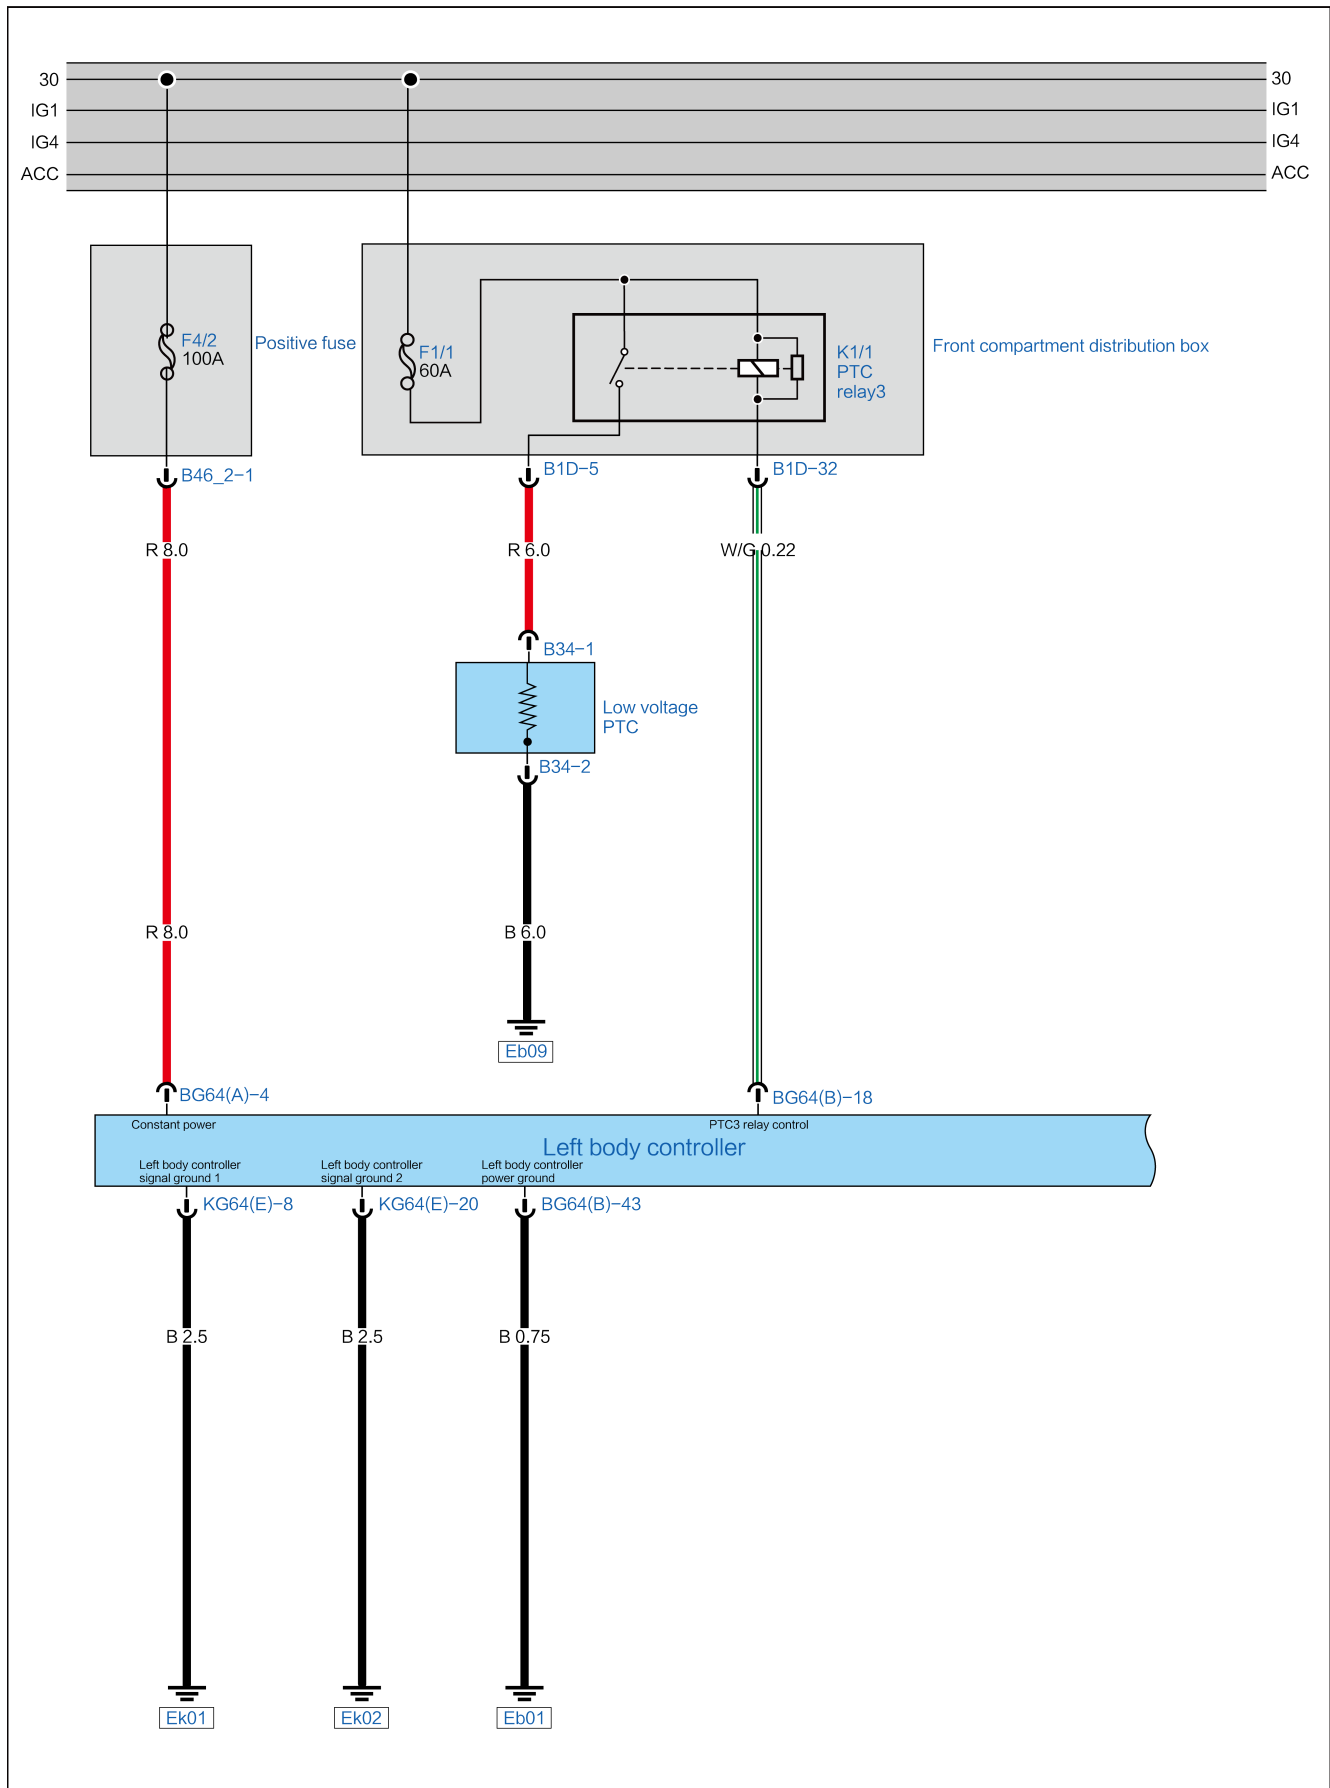 30
30
IG1
IG1
IG4
IG4
ACC
ACC
F4/2
100A
Positive fuse
F1/1
60A
K1/1
PTC
relay3
Front compartment distribution box
B46_2-1
B1D-5
B1D-32
R 8.0
R 6.0
W/G 0.22
B34-1
Low voltage
PTC
B34-2
R 8.0
B 6.0
Eb09
BG64(A)-4
BG64(B)-18
Constant power
PTC3 relay control
Left body controller
Left body controller
signal ground 1
Left body controller
signal ground 2
Left body controller
power ground
KG64(E)-8
KG64(E)-20
BG64(B)-43
B 2.5
B 2.5
B 0.75
Ek01
Ek02
Eb01